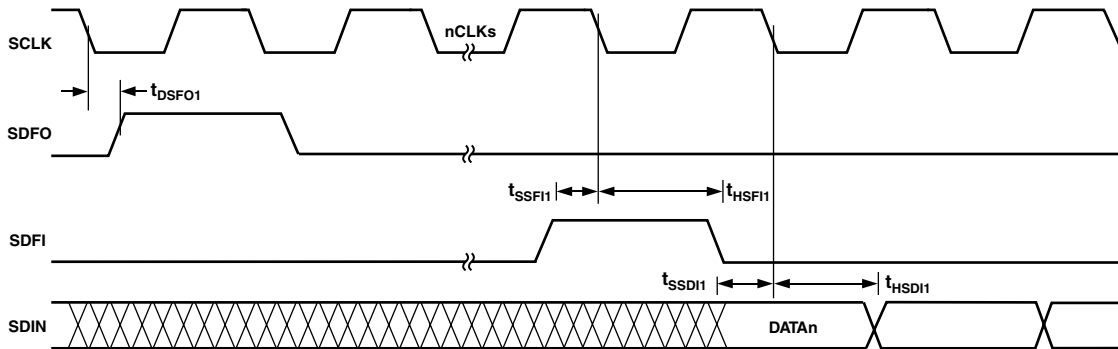 SCLK
nCLKs
tDSFO1
SDFO
tSSFI1
tHSFI1
SDFI
tSSDI1
tHSDI1
SDIN
DATAn